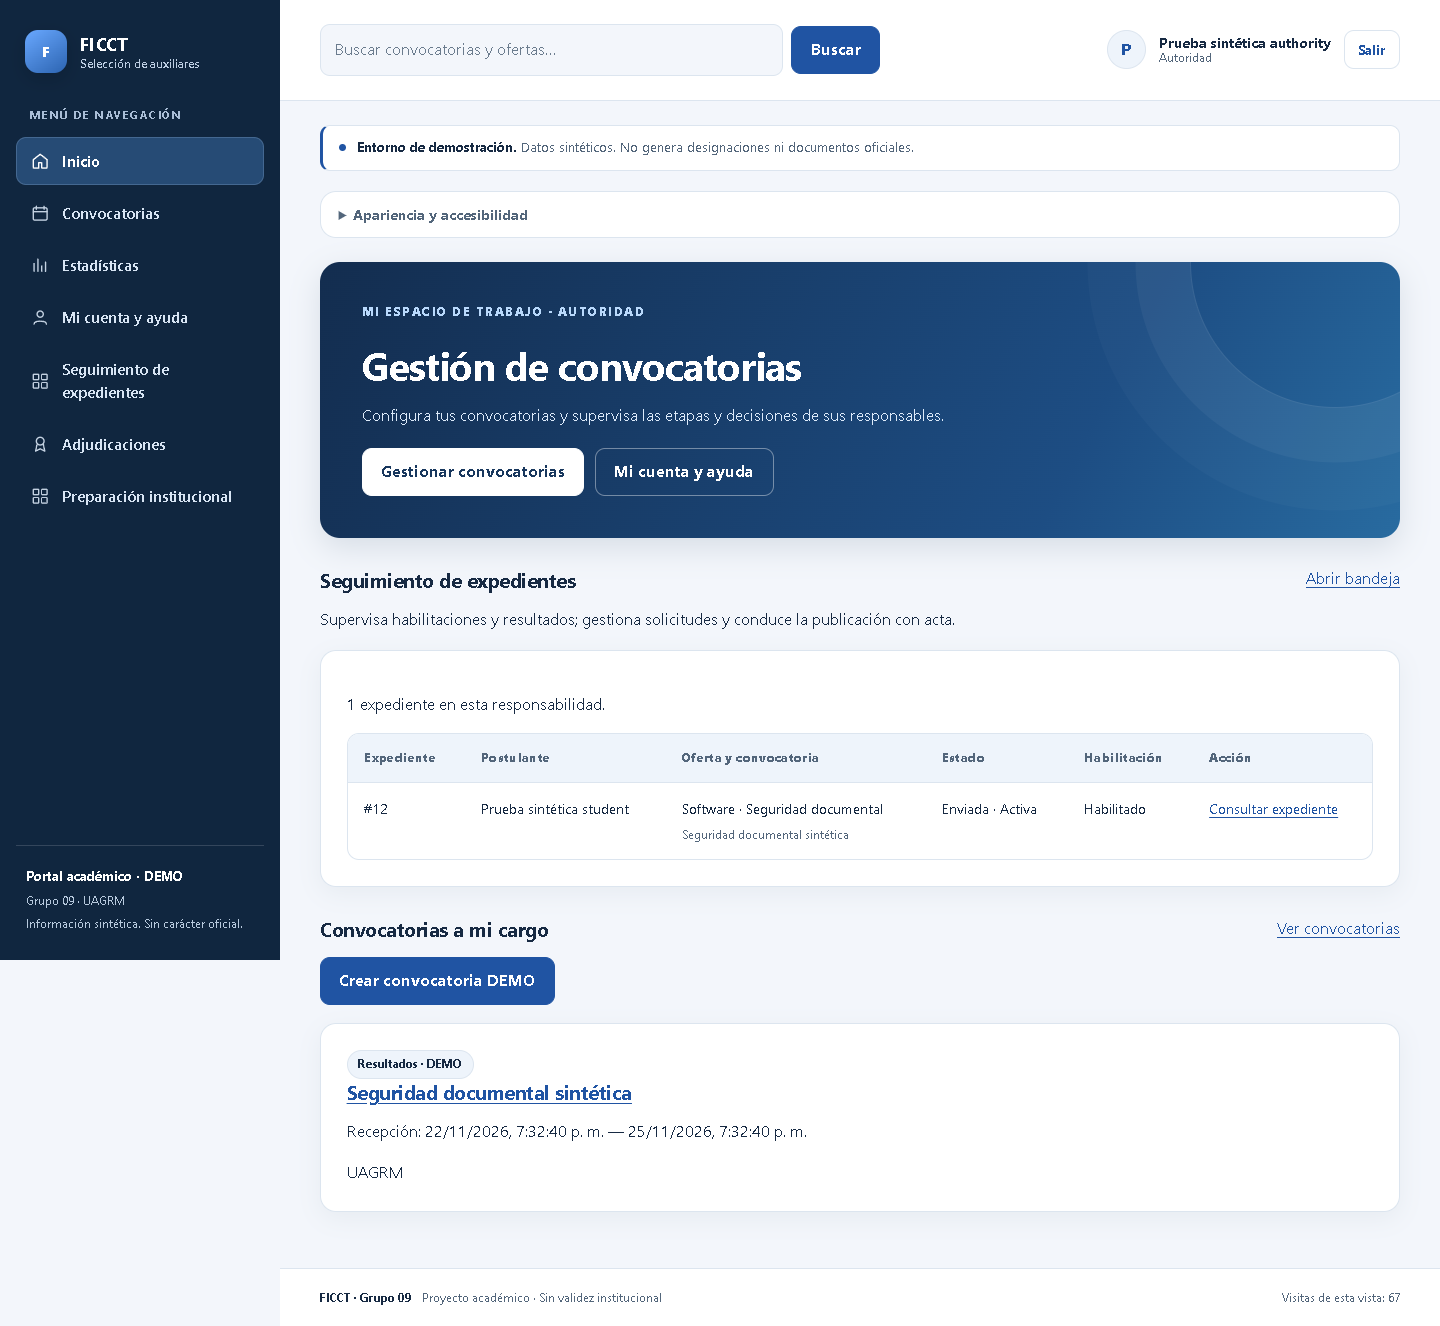 F
FICCT
Selección de auxiliares
MENÚ DE NAVEGACIÓN
Inicio
Convocatorias
Estadísticas
Mi cuenta y ayuda
Seguimiento de
expedientes
Adjudicaciones
Preparación institucional
Portal académico · DEMO
Grupo 09 · UAGRM
Información sintética. Sin carácter oficial.
Buscar convocatorias y ofertas...
Buscar
P
Prueba sintética authority
Autoridad
Salir
Entorno de demostración. Datos sintéticos. No genera designaciones ni documentos oficiales.
Apariencia y accesibilidad
MI ESPACIO DE TRABAJO · AUTORIDAD
Gestión de convocatorias
Configura tus convocatorias y supervisa las etapas y decisiones de sus responsables.
Gestionar convocatorias
Mi cuenta y ayuda
Seguimiento de expedientes
Abrir bandeja
Supervisa habilitaciones y resultados; gestiona solicitudes y conduce la publicación con acta.
1 expediente en esta responsabilidad.
Expediente Postulante Oferta y convocatoria Estado Habilitación Acción
#12 Prueba sintética student Software · Seguridad documental Enviada · Activa Habilitado Consultar expediente
Seguridad documental sintética
Convocatorias a mi cargo
Ver convocatorias
Crear convocatoria DEMO
Resultados · DEMO
Seguridad documental sintética
Recepción: 22/11/2026, 7:32:40 p. m. — 25/11/2026, 7:32:40 p. m.
UAGRM
FICCT · Grupo 09 Proyecto académico · Sin validez institucional
Visitas de esta vista: 67